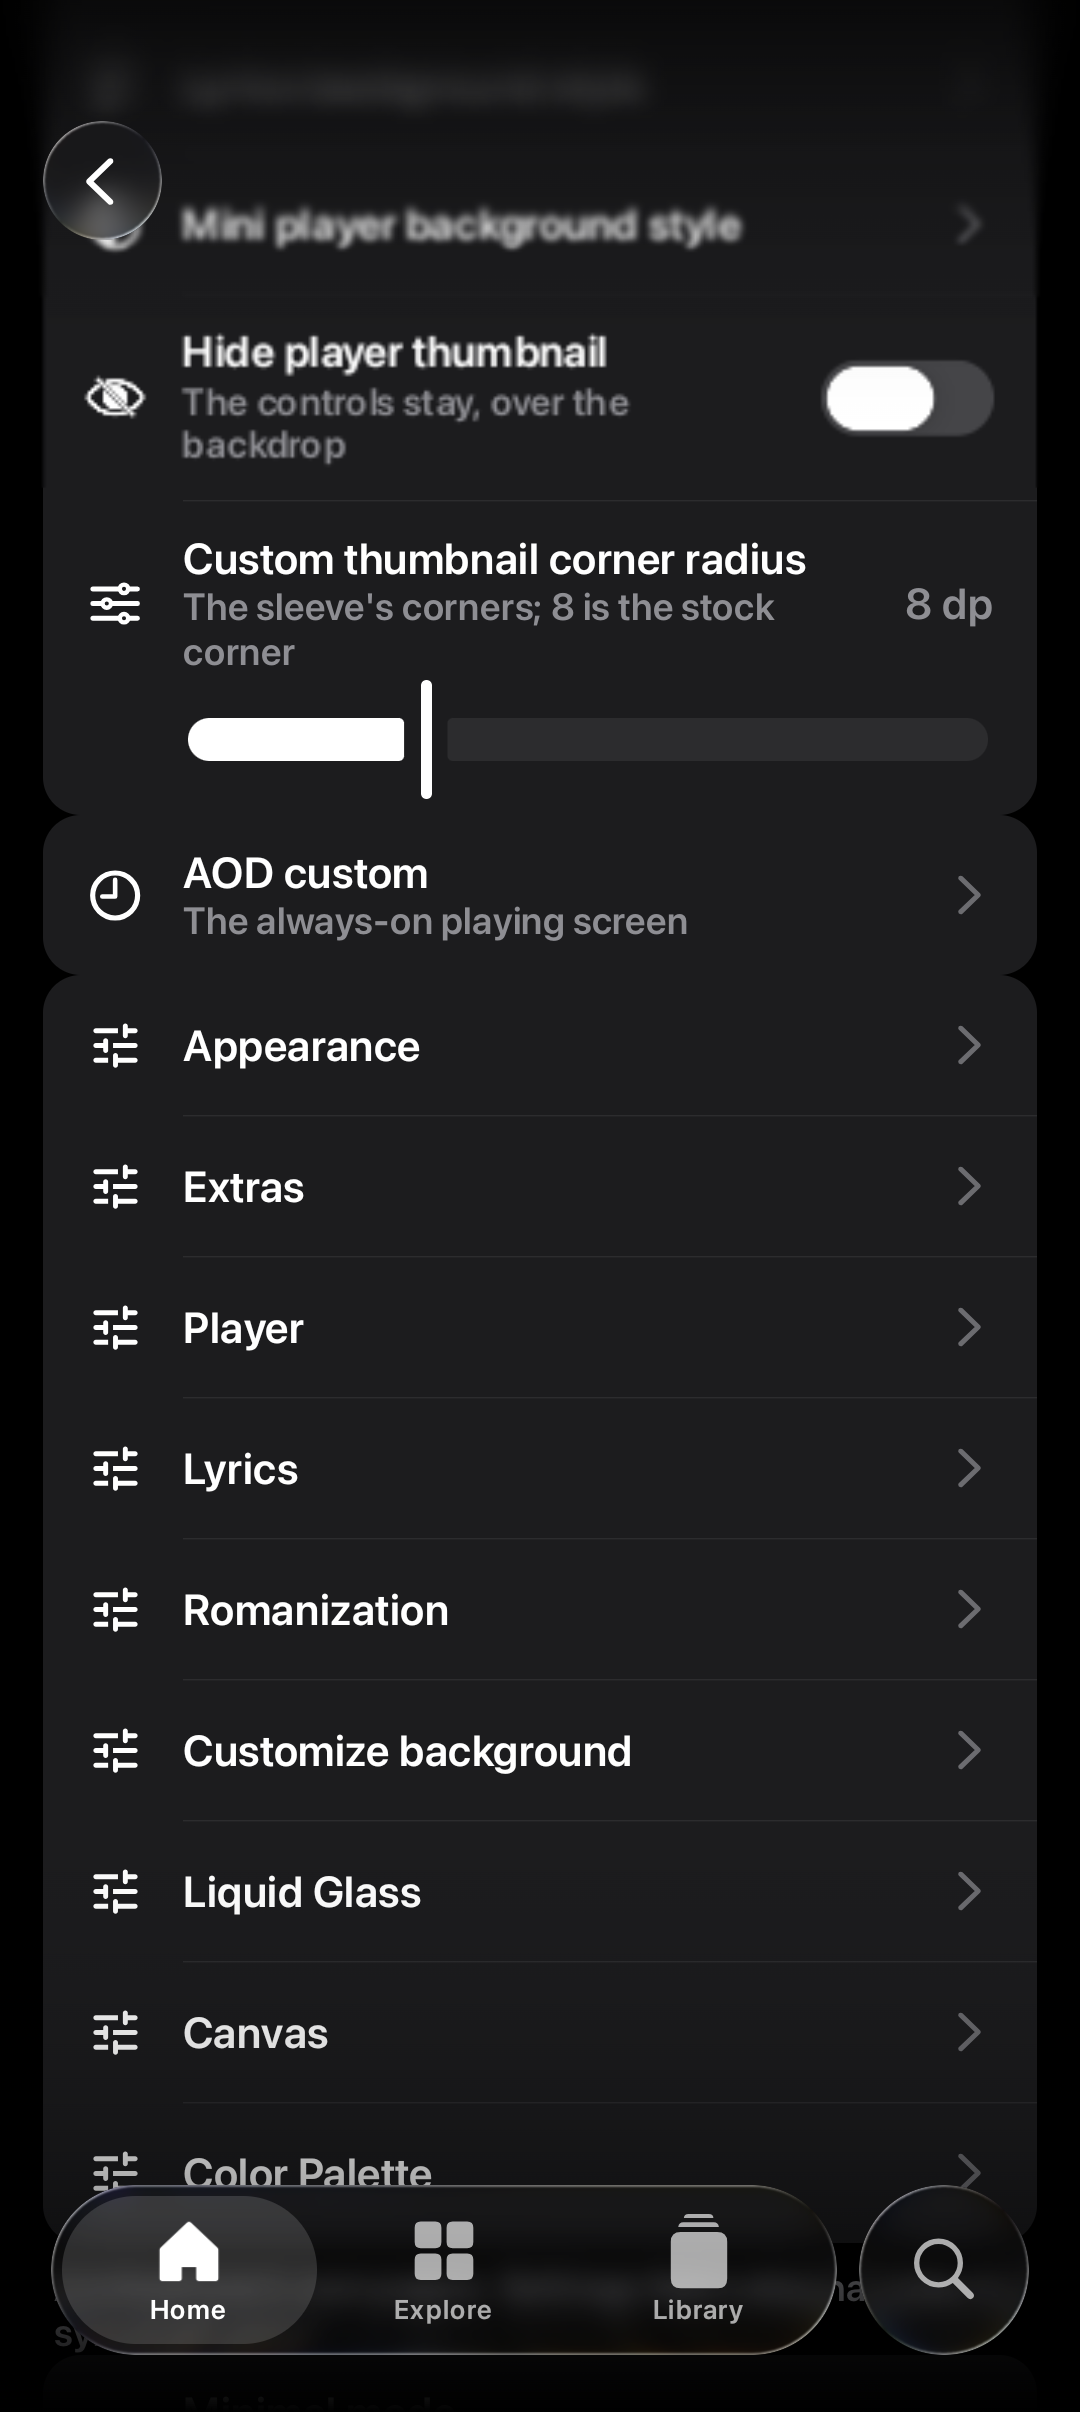 Mini player background style
Hide player thumbnail
The controls stay, over the
backdrop
Custom thumbnail corner radius
The sleeve's corners; 8 is the stock
corner
8 dp
AOD custom
The always-on playing screen
Appearance
Extras
Player
Lyrics
Romanization
Customize background
Liquid Glass
Canvas
Color Palette
Home
Explore
Library
Minimal mode